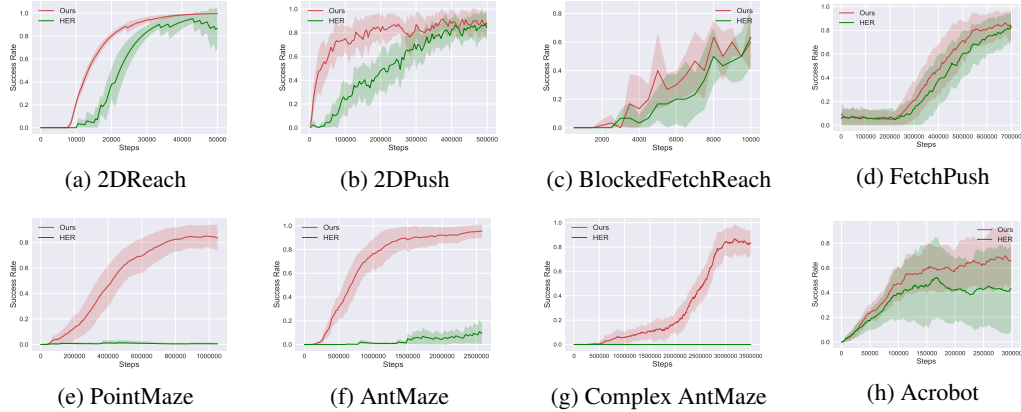 Ours
HER
Success Rate
1.0
0.8
0.6
0.4
0.2
0.0
0 10000 20000 30000 40000 50000
Steps
(a) 2DReach
Ours
HER
Success Rate
1.0
0.8
0.6
0.4
0.2
0.0
0 100000 200000 300000 400000 500000
Steps
(b) 2DPush
Ours
HER
Success Rate
0.8
0.6
0.4
0.2
0.0
2000 4000 6000 8000 10000
Steps
(c) BlockedFetchReach
Ours
HER
Success Rate
1.0
0.8
0.6
0.4
0.2
0.0
0 100000 200000 300000 400000 500000 600000 700000
Steps
(d) FetchPush
Ours
HER
Success Rate
0.8
0.6
0.4
0.2
0.0
0 200000 400000 600000 800000 1000000
Steps
(e) PointMaze
Ours
HER
Success Rate
1.0
0.8
0.6
0.4
0.2
0.0
0 500000 1000000 1500000 2000000 2500000
Steps
(f) AntMaze
Ours
HER
Success Rate
1.0
0.8
0.6
0.4
0.2
0.0
0 500000 1000000 1500000 2000000 2500000 3000000 3500000
Steps
(g) Complex AntMaze
Ours
HER
Success Rate
0.8
0.6
0.4
0.2
0.0
0 50000 100000 150000 200000 250000 300000
Steps
(h) Acrobot